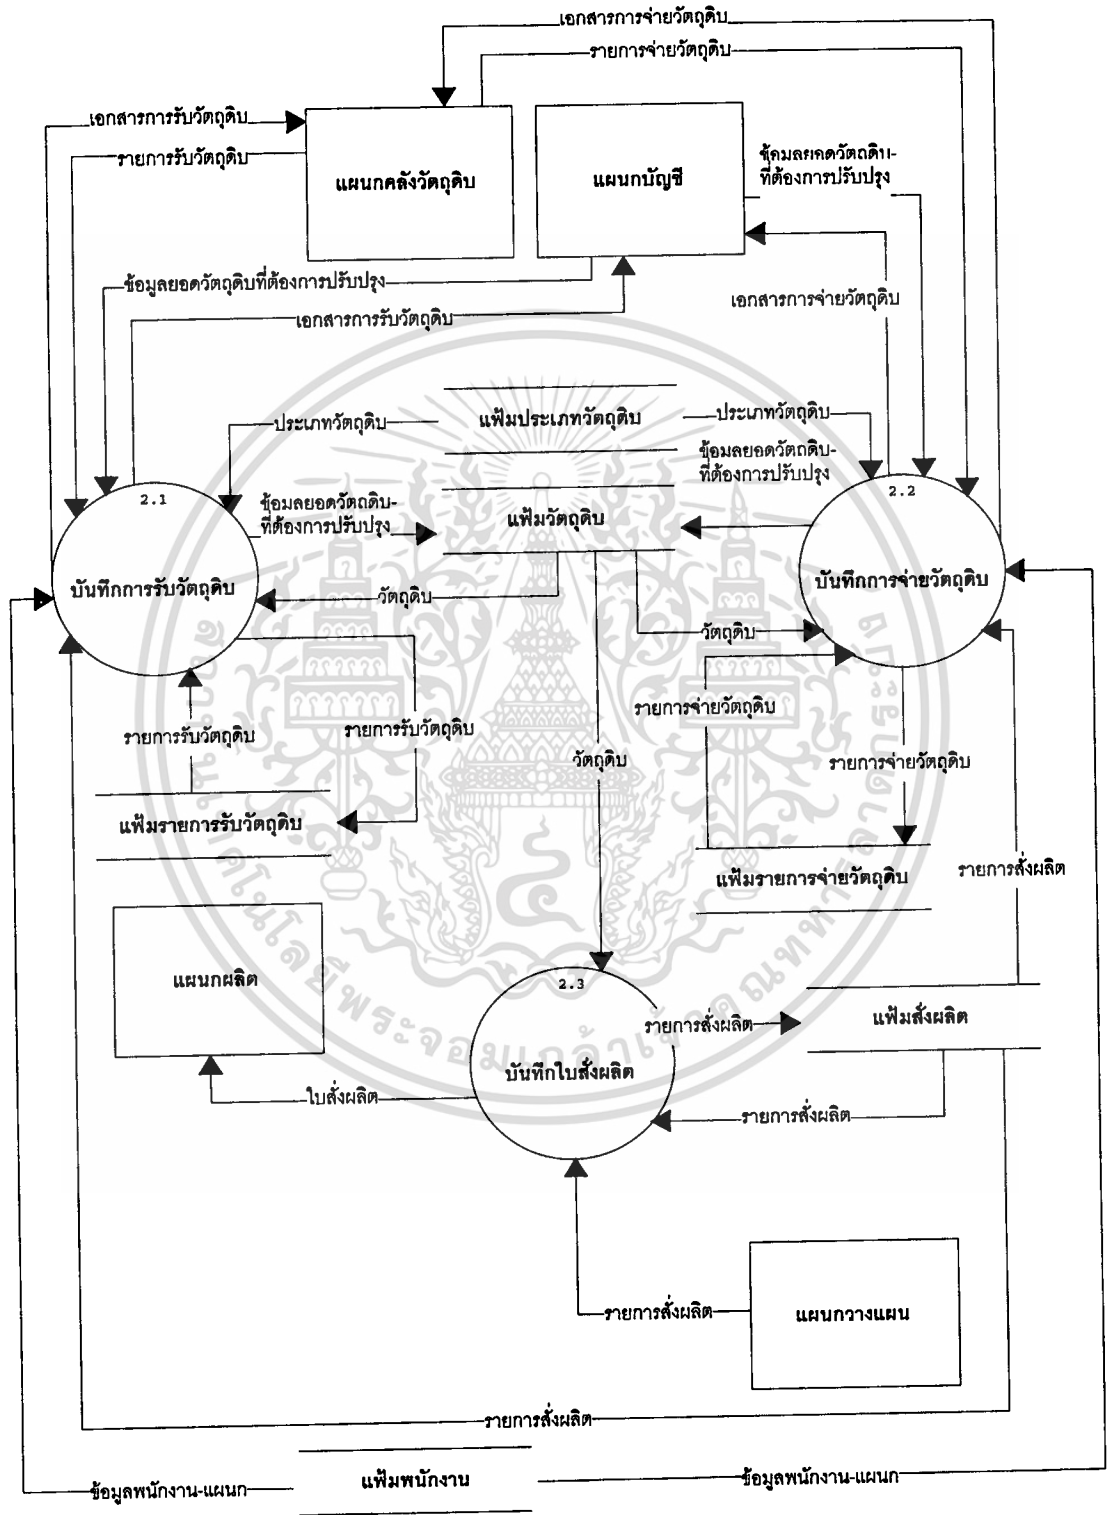 เอกสารการจ่ายวัตถุดิบ
รายการจ่ายวัตถุดิบ
เอกสารการรับวัตถุดิบ
รายการรับวัตถุดิบ
แผนกคลังวัตถุดิบ
แผนกบัญชี
ข้อมูลยอดวัตถุดิบ-
ที่ต้องการปรับปรุง
ข้อมูลยอดวัตถุดิบที่ต้องการปรับปรุง
เอกสารการรับวัตถุดิบ
เอกสารการจ่ายวัตถุดิบ
ประเภทวัตถุดิบ
แฟ้มประเภทวัตถุดิบ
ประเภทวัตถุดิบ
ข้อมูลยอดวัตถุดิบ-
ที่ต้องการปรับปรุง
2.1
ข้อมูลยอดวัตถุดิบ-
ที่ต้องการปรับปรุง
แฟ้มวัตถุดิบ
2.2
บันทึกการรับวัตถุดิบ
วัตถุดิบ
บันทึกการจ่ายวัตถุดิบ
วัตถุดิบ
รายการรับวัตถุดิบ
รายการรับวัตถุดิบ
วัตถุดิบ
รายการจ่ายวัตถุดิบ
รายการจ่ายวัตถุดิบ
แฟ้มรายการรับวัตถุดิบ
แฟ้มรายการจ่ายวัตถุดิบ
รายการสั่งผลิต
แผนกผลิต
2.3
รายการสั่งผลิต
แฟ้มสั่งผลิต
บันทึกใบสั่งผลิต
ใบสั่งผลิต
รายการสั่งผลิต
รายการสั่งผลิต
แผนกวางแผน
รายการสั่งผลิต
แฟ้มพนักงาน
ข้อมูลพนักงาน-แผนก
ข้อมูลพนักงาน-แผนก